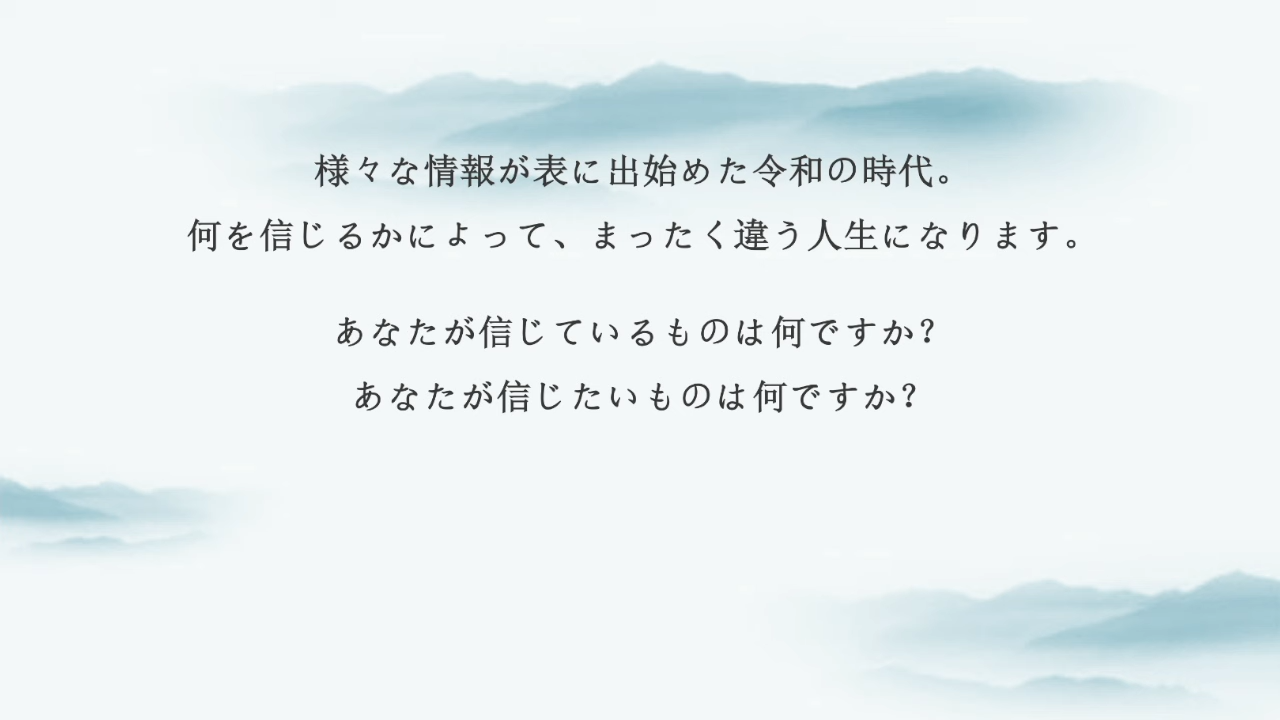 様々な情報が表に出始めた令和の時代。
何を信じるかによって、まったく違う人生になります。
あなたが信じているものは何ですか?
あなたが信じたいものは何ですか?